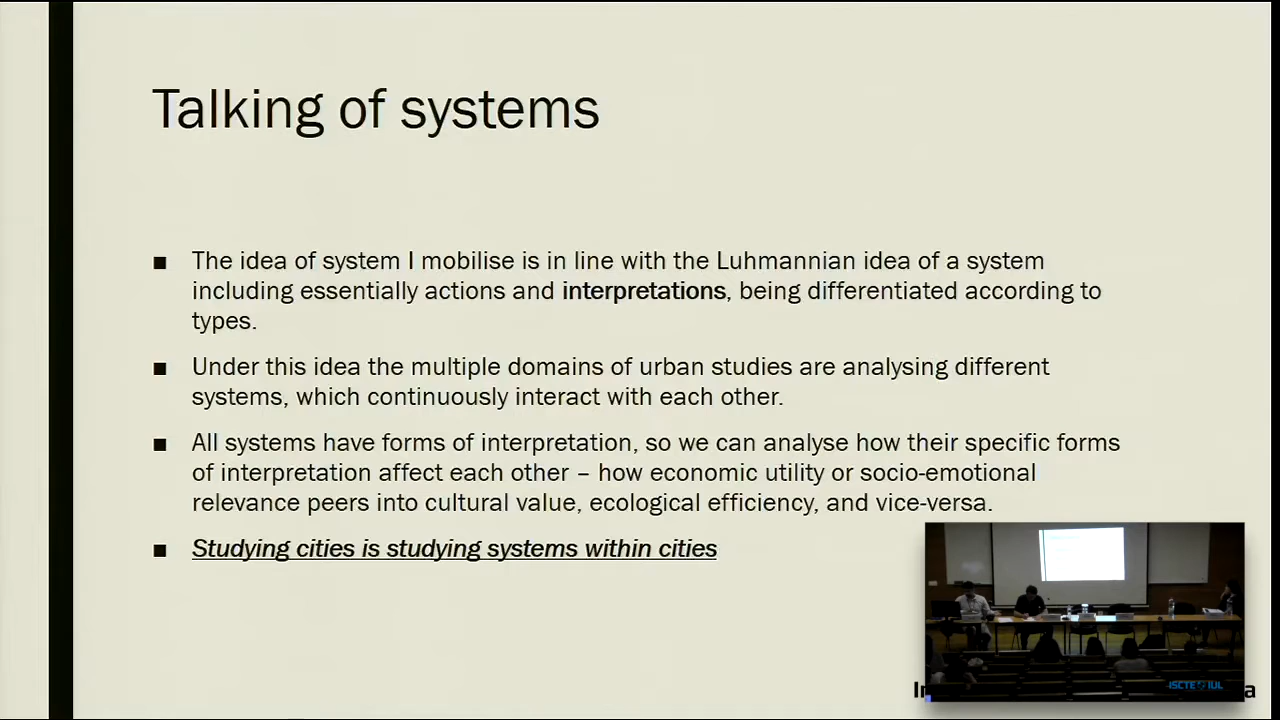 Talking of systems
■ The idea of system I mobilise is in line with the Luhmannian idea of a system
including essentially actions and interpretations, being differentiated according to
types.
■ Under this idea the multiple domains of urban studies are analysing different
systems, which continuously interact with each other.
■ All systems have forms of interpretation, so we can analyse how their specific forms
of interpretation affect each other – how economic utility or socio-emotional
relevance peers into cultural value, ecological efficiency, and vice-versa.
■ Studying cities is studying systems within cities
ISCTE IUL